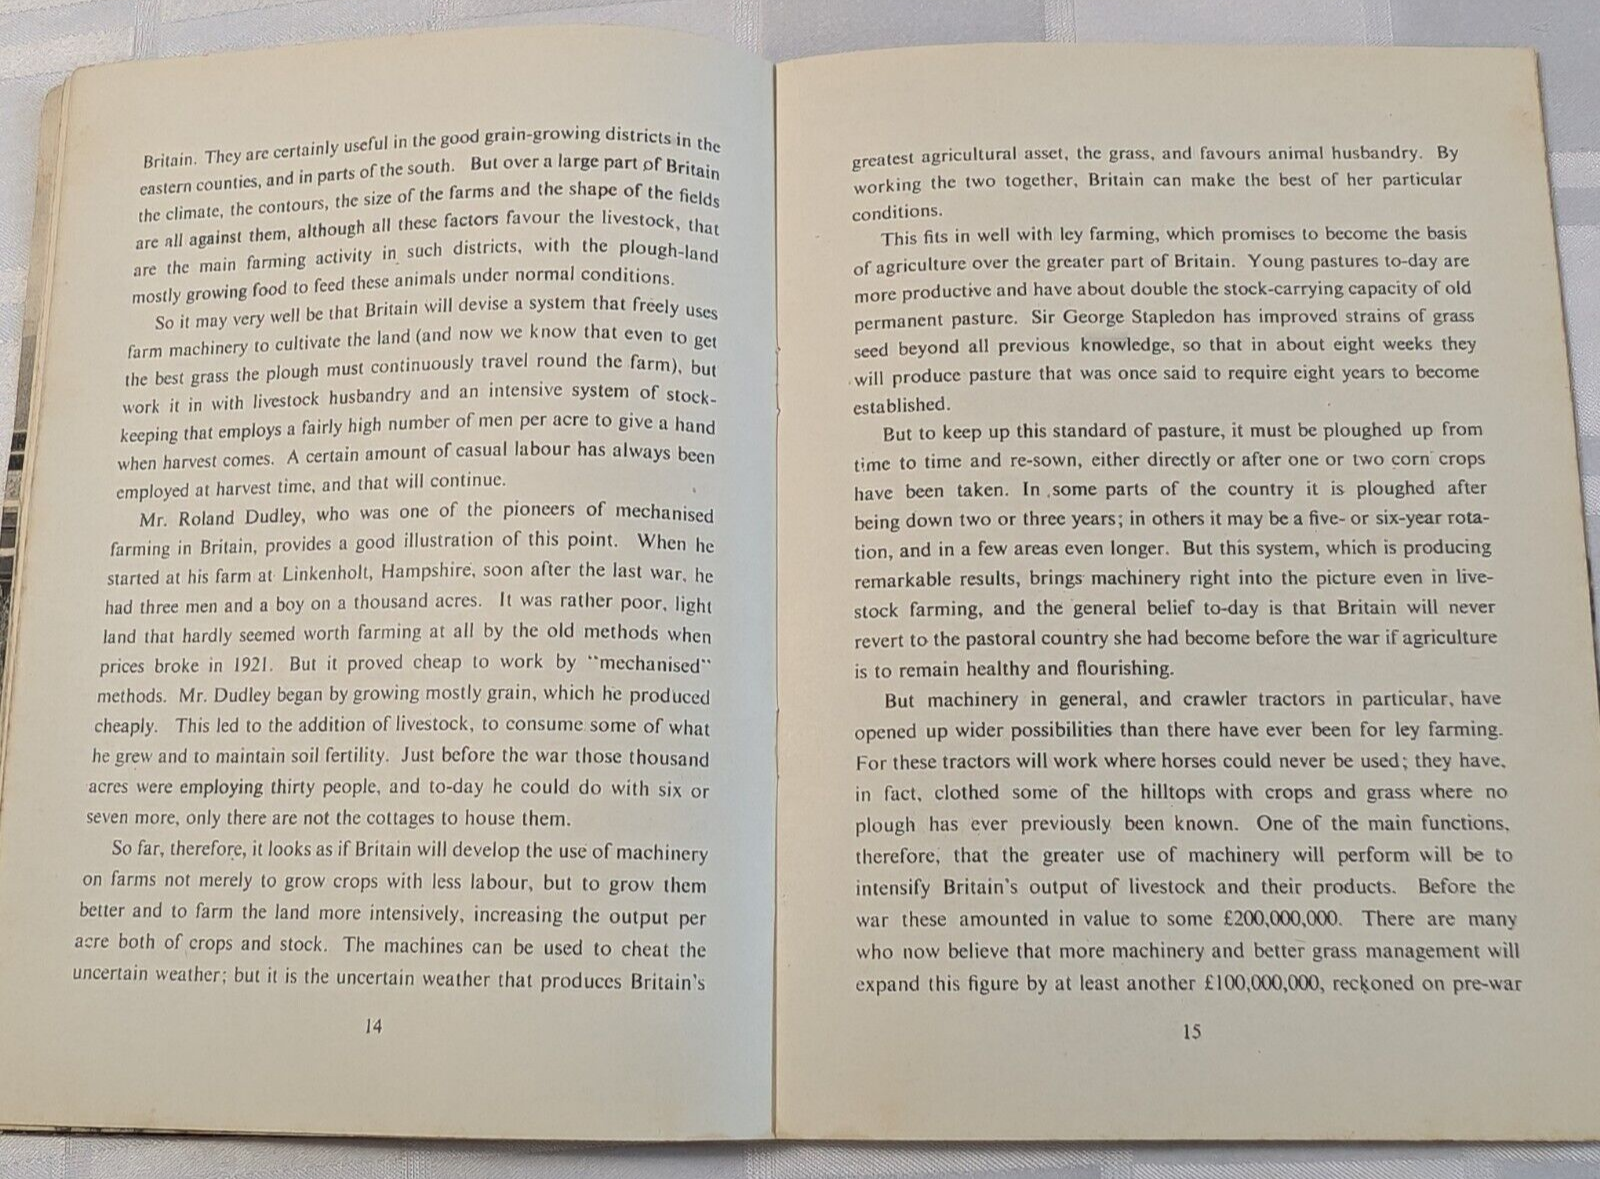 Britain. They are certainly useful in the good grain-growing districts in the
eastern counties, and in parts of the south. But over a large part of Britain
the climate, the contours, the size of the farms and the shape of the fields
are all against them, although all these factors favour the livestock, that
are the main farming activity in such districts, with the plough-land
mostly growing food to feed these animals under normal conditions.
So it may very well be that Britain will devise a system that freely uses
farm machinery to cultivate the land (and now we know that even to get
the best grass the plough must continuously travel round the farm), but
work it in with livestock husbandry and an intensive system of stock-
keeping that employs a fairly high number of men per acre to give a hand
when harvest comes. A certain amount of casual labour has always been
employed at harvest time, and that will continue.
Mr. Roland Dudley, who was one of the pioneers of mechanised
farming in Britain, provides a good illustration of this point. When he
started at his farm at Linkenholt, Hampshire, soon after the last war, he
had three men and a boy on a thousand acres. It was rather poor, light
land that hardly seemed worth farming at all by the old methods when
prices broke in 1921. But it proved cheap to work by "mechanised"
methods. Mr. Dudley began by growing mostly grain, which he produced
cheaply. This led to the addition of livestock, to consume some of what
he grew and to maintain soil fertility. Just before the war those thousand
acres were employing thirty people, and to-day he could do with six or
seven more, only there are not the cottages to house them.
So far, therefore, it looks as if Britain will develop the use of machinery
on farms not merely to grow crops with less labour, but to grow them
better and to farm the land more intensively, increasing the output per
acre both of crops and stock. The machines can be used to cheat the
uncertain weather; but it is the uncertain weather that produces Britain's
14
greatest agricultural asset, the grass, and favours animal husbandry. By
working the two together, Britain can make the best of her particular
conditions.
This fits in well with ley farming, which promises to become the basis
of agriculture over the greater part of Britain. Young pastures to-day are
more productive and have about double the stock-carrying capacity of old
permanent pasture. Sir George Stapledon has improved strains of grass
seed beyond all previous knowledge, so that in about eight weeks they
will produce pasture that was once said to require eight years to become
established.
But to keep up this standard of pasture, it must be ploughed up from
time to time and re-sown, either directly or after one or two corn crops
have been taken. In some parts of the country it is ploughed after
being down two or three years; in others it may be a five- or six-year rota-
tion, and in a few areas even longer. But this system, which is producing
remarkable results, brings machinery right into the picture even in live-
stock farming, and the general belief to-day is that Britain will never
revert to the pastoral country she had become before the war if agriculture
is to remain healthy and flourishing.
But machinery in general, and crawler tractors in particular, have
opened up wider possibilities than there have ever been for ley farming.
For these tractors will work where horses could never be used; they have,
in fact, clothed some of the hilltops with crops and grass where no
plough has ever previously been known. One of the main functions,
therefore, that the greater use of machinery will perform will be to
intensify Britain's output of livestock and their products. Before the
war these amounted in value to some £200,000,000. There are many
who now believe that more machinery and better grass management will
expand this figure by at least another £100,000,000, reckoned on pre-war
15